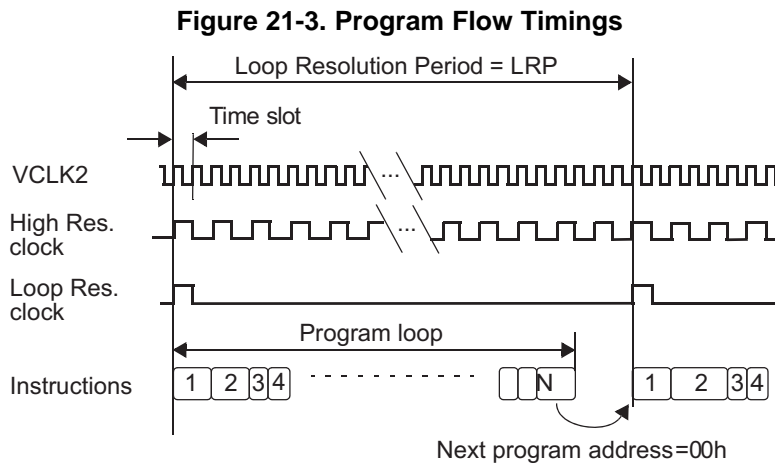 Figure 21-3. Program Flow Timings
Loop Resolution Period = LRP
Time slot
VCLK2
...
High Res.
clock
...
Loop Res.
clock
Program loop
Instructions
1 2 3 4 N 1 2 3 4
Next program address=00h